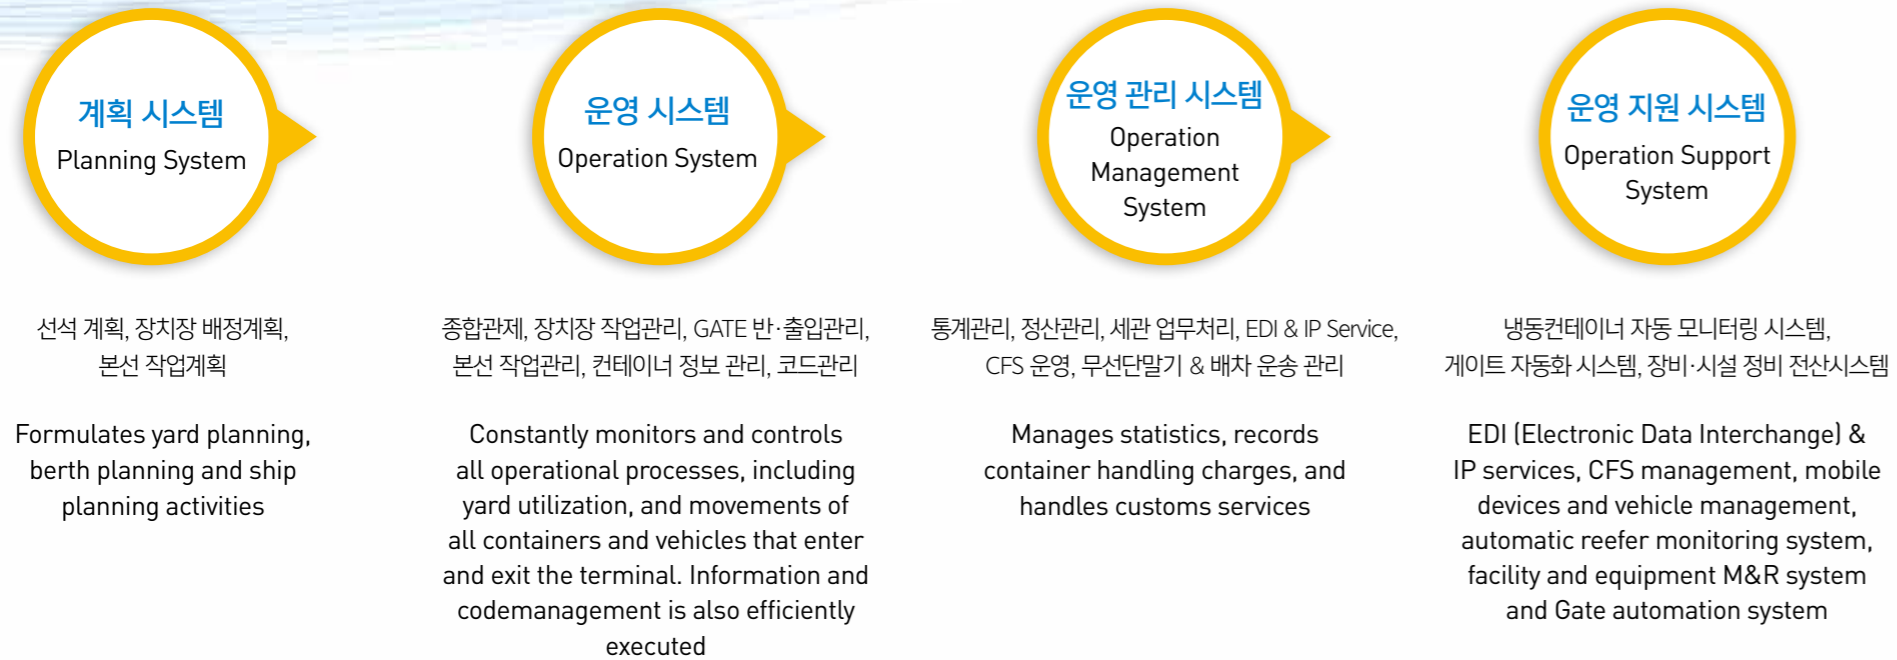 계획 시스템
Planning System
선석 계획, 장치장 배정계획,
본선 작업계획
Formulates yard planning,
berth planning and ship
planning activities
운영 시스템
Operation System
종합관제, 장치장 작업관리, GATE 반·출입관리,
본선 작업관리, 컨테이너 정보 관리, 코드관리
Constantly monitors and controls
all operational processes, including
yard utilization, and movements of
all containers and vehicles that enter
and exit the terminal. Information and
codemanagement is also efficiently
executed
운영 관리 시스템
Operation
Management
System
통계관리, 정산관리, 세관 업무처리, EDI & IP Service,
CFS 운영, 무선단말기 & 배차 운송 관리
Manages statistics, records
container handling charges, and
handles customs services
운영 지원 시스템
Operation Support
System
냉동컨테이너 자동 모니터링 시스템,
게이트 자동화 시스템, 장비·시설 정비 전산시스템
EDI (Electronic Data Interchange) &
IP services, CFS management, mobile
devices and vehicle management,
automatic reefer monitoring system,
facility and equipment M&R system
and Gate automation system